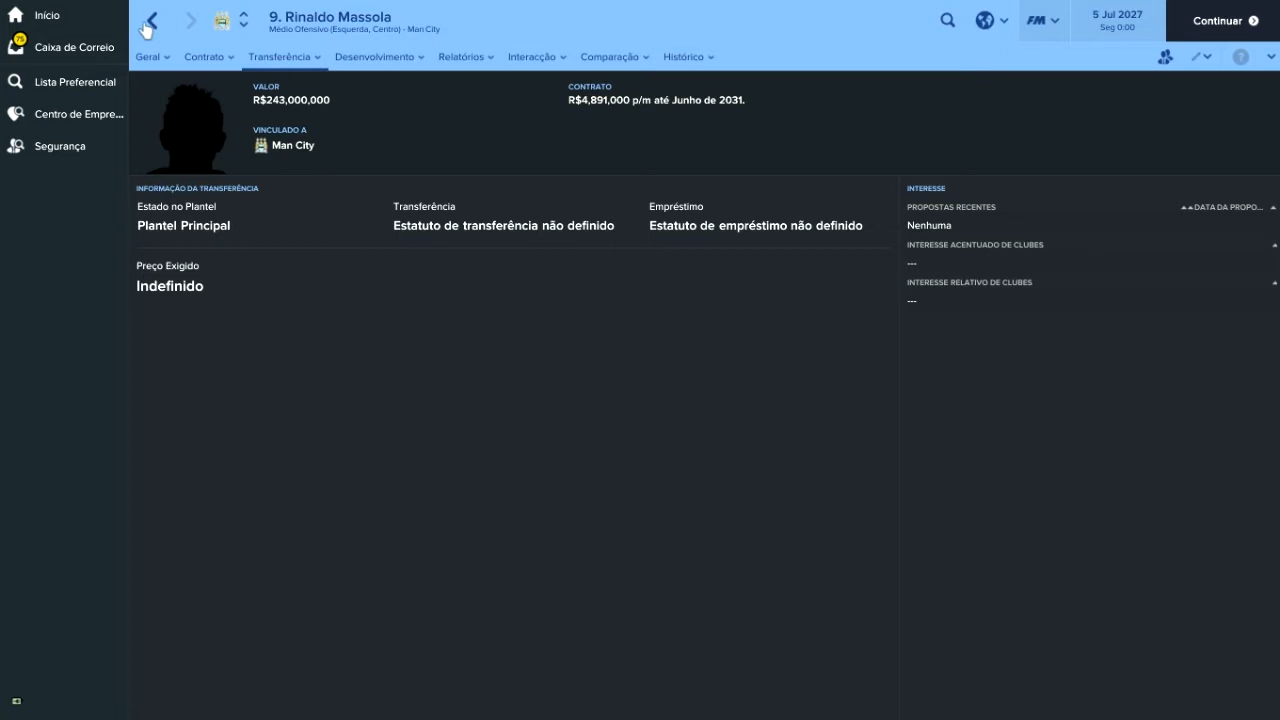 Início
75
Caixa de Correio
Lista Preferencial
Centro de Empre...
Segurança
9. Rinaldo Massola
Médio Ofensivo (Esquerda, Centro) - Man City
FM
5 Jul 2027
Seg 0:00
Continuar
Geral
Contrato
Transferência
Desenvolvimento
Relatórios
Interacção
Comparação
Histórico
?
VALOR
R$243,000,000
CONTRATO
R$4,891,000 p/m até Junho de 2031.
VINCULADO A
Man City
INFORMAÇÃO DA TRANSFERÊNCIA
Estado no Plantel
Plantel Principal
Transferência
Estatuto de transferência não definido
Empréstimo
Estatuto de empréstimo não definido
Preço Exigido
Indefinido
INTERESSE
PROPOSTAS RECENTES
DATA DA PROPO...
Nenhuma
INTERESSE ACENTUADO DE CLUBES
---
INTERESSE RELATIVO DE CLUBES
---